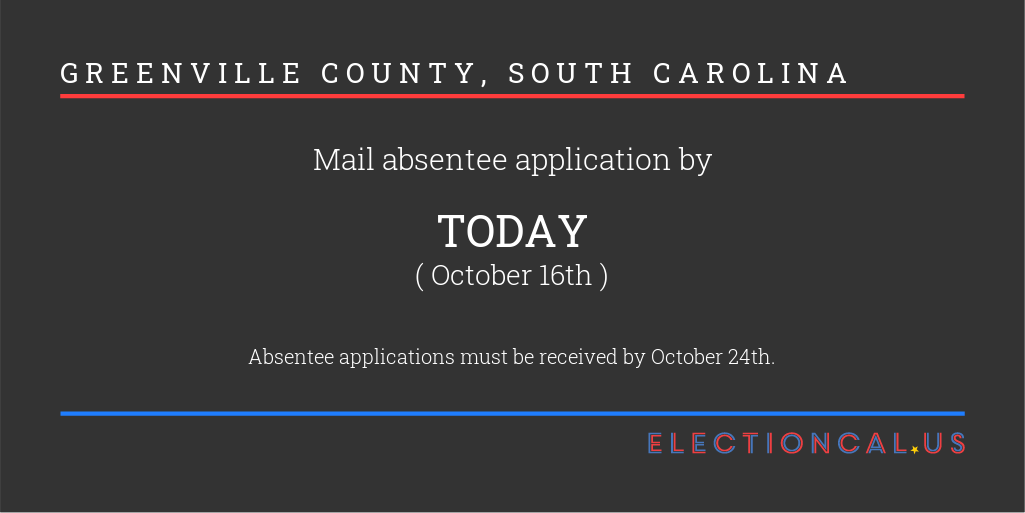 GREENVILLE COUNTY, SOUTH CAROLINA
Mail absentee application by
TODAY
( October 16th )
Absentee applications must be received by October 24th.
ELECTIONCAL.US